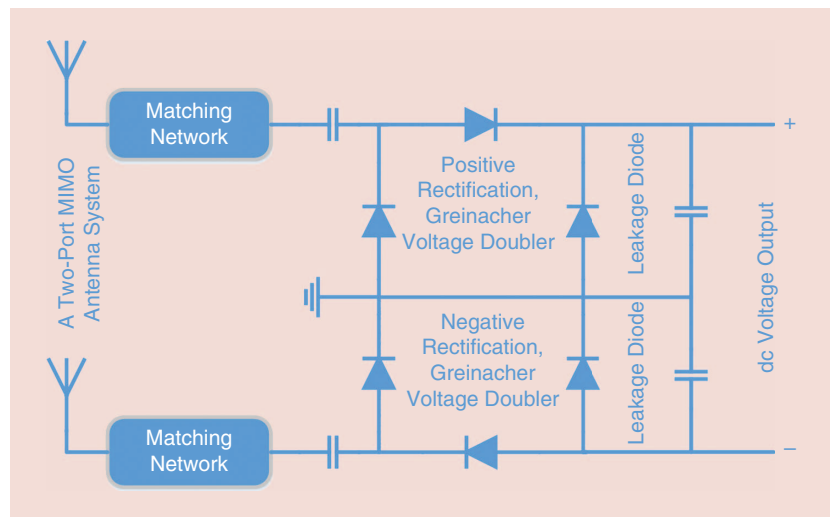 Matching
Network
+
Positive
Rectification,
Greinacher
Voltage Doubler
Leakage Diode
A Two-Port MIMO
Antenna System
dc Voltage Output
Negative
Rectification,
Greinacher
Voltage Doubler
Leakage Diode
Matching
Network
–